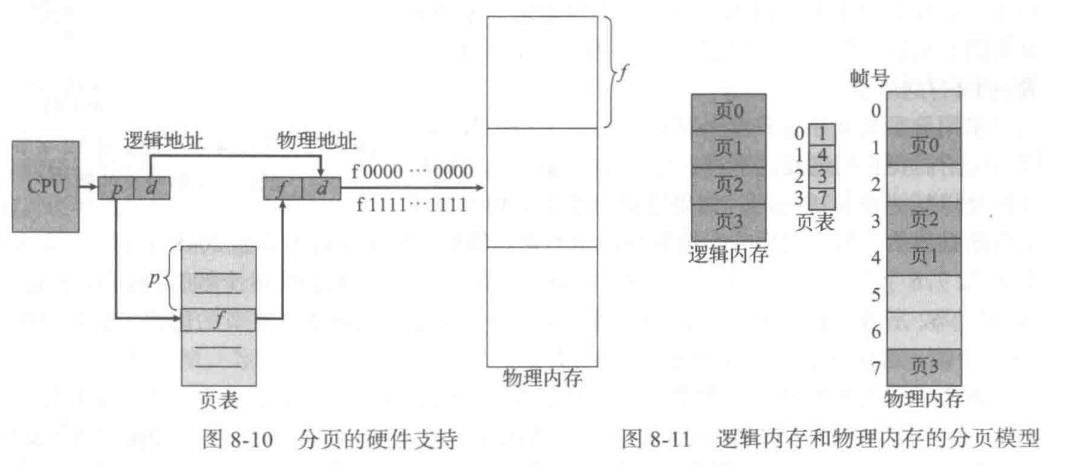 逻辑地址
物理地址
CPU
p
d
f
d
f 0000 … 0000
f 1111 … 1111
p
f
页表
f
物理内存
图 8-10 分页的硬件支持
页0
页1
页2
页3
逻辑内存
0 1
1 4
2 3
3 7
页表
帧号
0
1 页0
2
3 页2
4 页1
5
6
7 页3
物理内存
图 8-11 逻辑内存和物理内存的分页模型